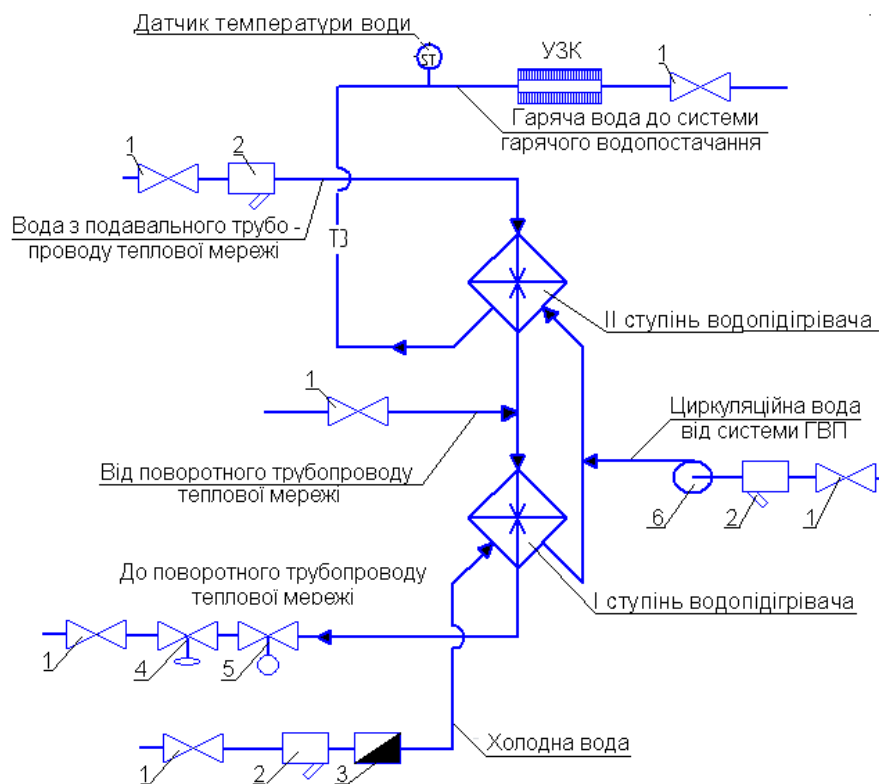 Датчик температури води
ST
УЗК
1
Гаряча вода до системи
гарячого водопостачання
1
2
Вода з подавального трубо -
проводу теплової мережі
Т3
ІІ ступінь водопідігрівача
1
Циркуляційна вода
від системи ГВП
Від поворотного трубопроводу
теплової мережі
6
2
1
До поворотного трубопроводу
теплової мережі
І ступінь водопідігрівача
1
4
5
Холодна вода
1
2
3